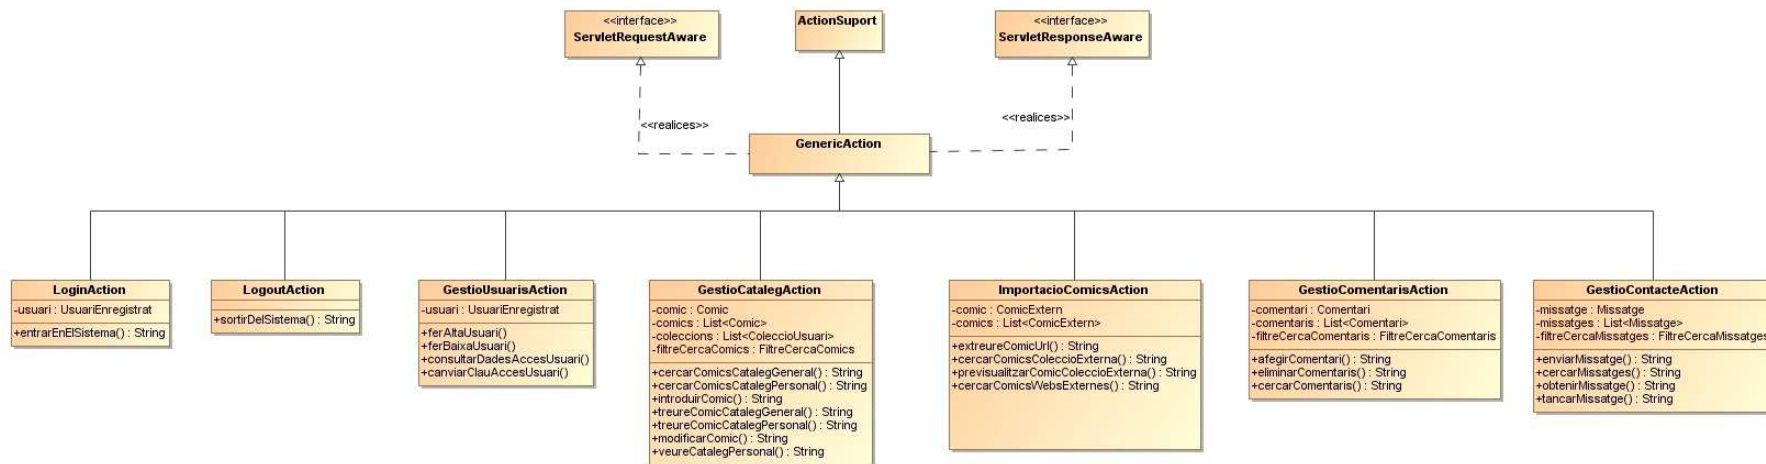 <<interface>>
ServletRequestAware
ActionSuport
<<interface>>
ServletResponseAware
<<realices>>
<<realices>>
GenericAction
LoginAction
-usuari : UsuariEnregistrat
+entrarEnElSistema() : String
LogoutAction
+sortirDelSistema() : String
GestioUsuarisAction
-usuari : UsuariEnregistrat
+ferAltaUsuari()
+ferBaixaUsuari()
+consultarDadesAccesUsuari()
+canviarClauAccesUsuari()
GestioCatalegAction
-comic : Comic
-comics : List<Comic>
-coleccions : List<ColeccioUsuari>
-filtreCercaComics : FiltreCercaComics
+cercarComicsCatalegGeneral() : String
+cercarComicsCatalegPersonal() : String
+introduirComic() : String
+treureComicCatalegGeneral() : String
+treureComicCatalegPersonal() : String
+modificarComic() : String
+veureCatalegPersonal() : String
ImportacioComicsAction
-comic : ComicExtern
-comics : List<ComicExtern>
+extreureComicUrl() : String
+cercarComicsColeccioExterna() : String
+previsualitzarComicColeccioExterna() : String
+cercarComicsWebsExternes() : String
GestioComentarisAction
-comentari : Comentari
-comentaris : List<Comentari>
-filtreCercaComentaris : FiltreCercaComentaris
+afegirComentari() : String
+eliminarComentari() : String
+cercarComentaris() : String
GestioContacteAction
-missatge : Missatge
-missatges : List<Missatge>
-filtreCercaMissatges : FiltreCercaMissatges
+enviarMissatge() : String
+cercarMissatges() : String
+obtenirMissatge() : String
+tancarMissatge() : String